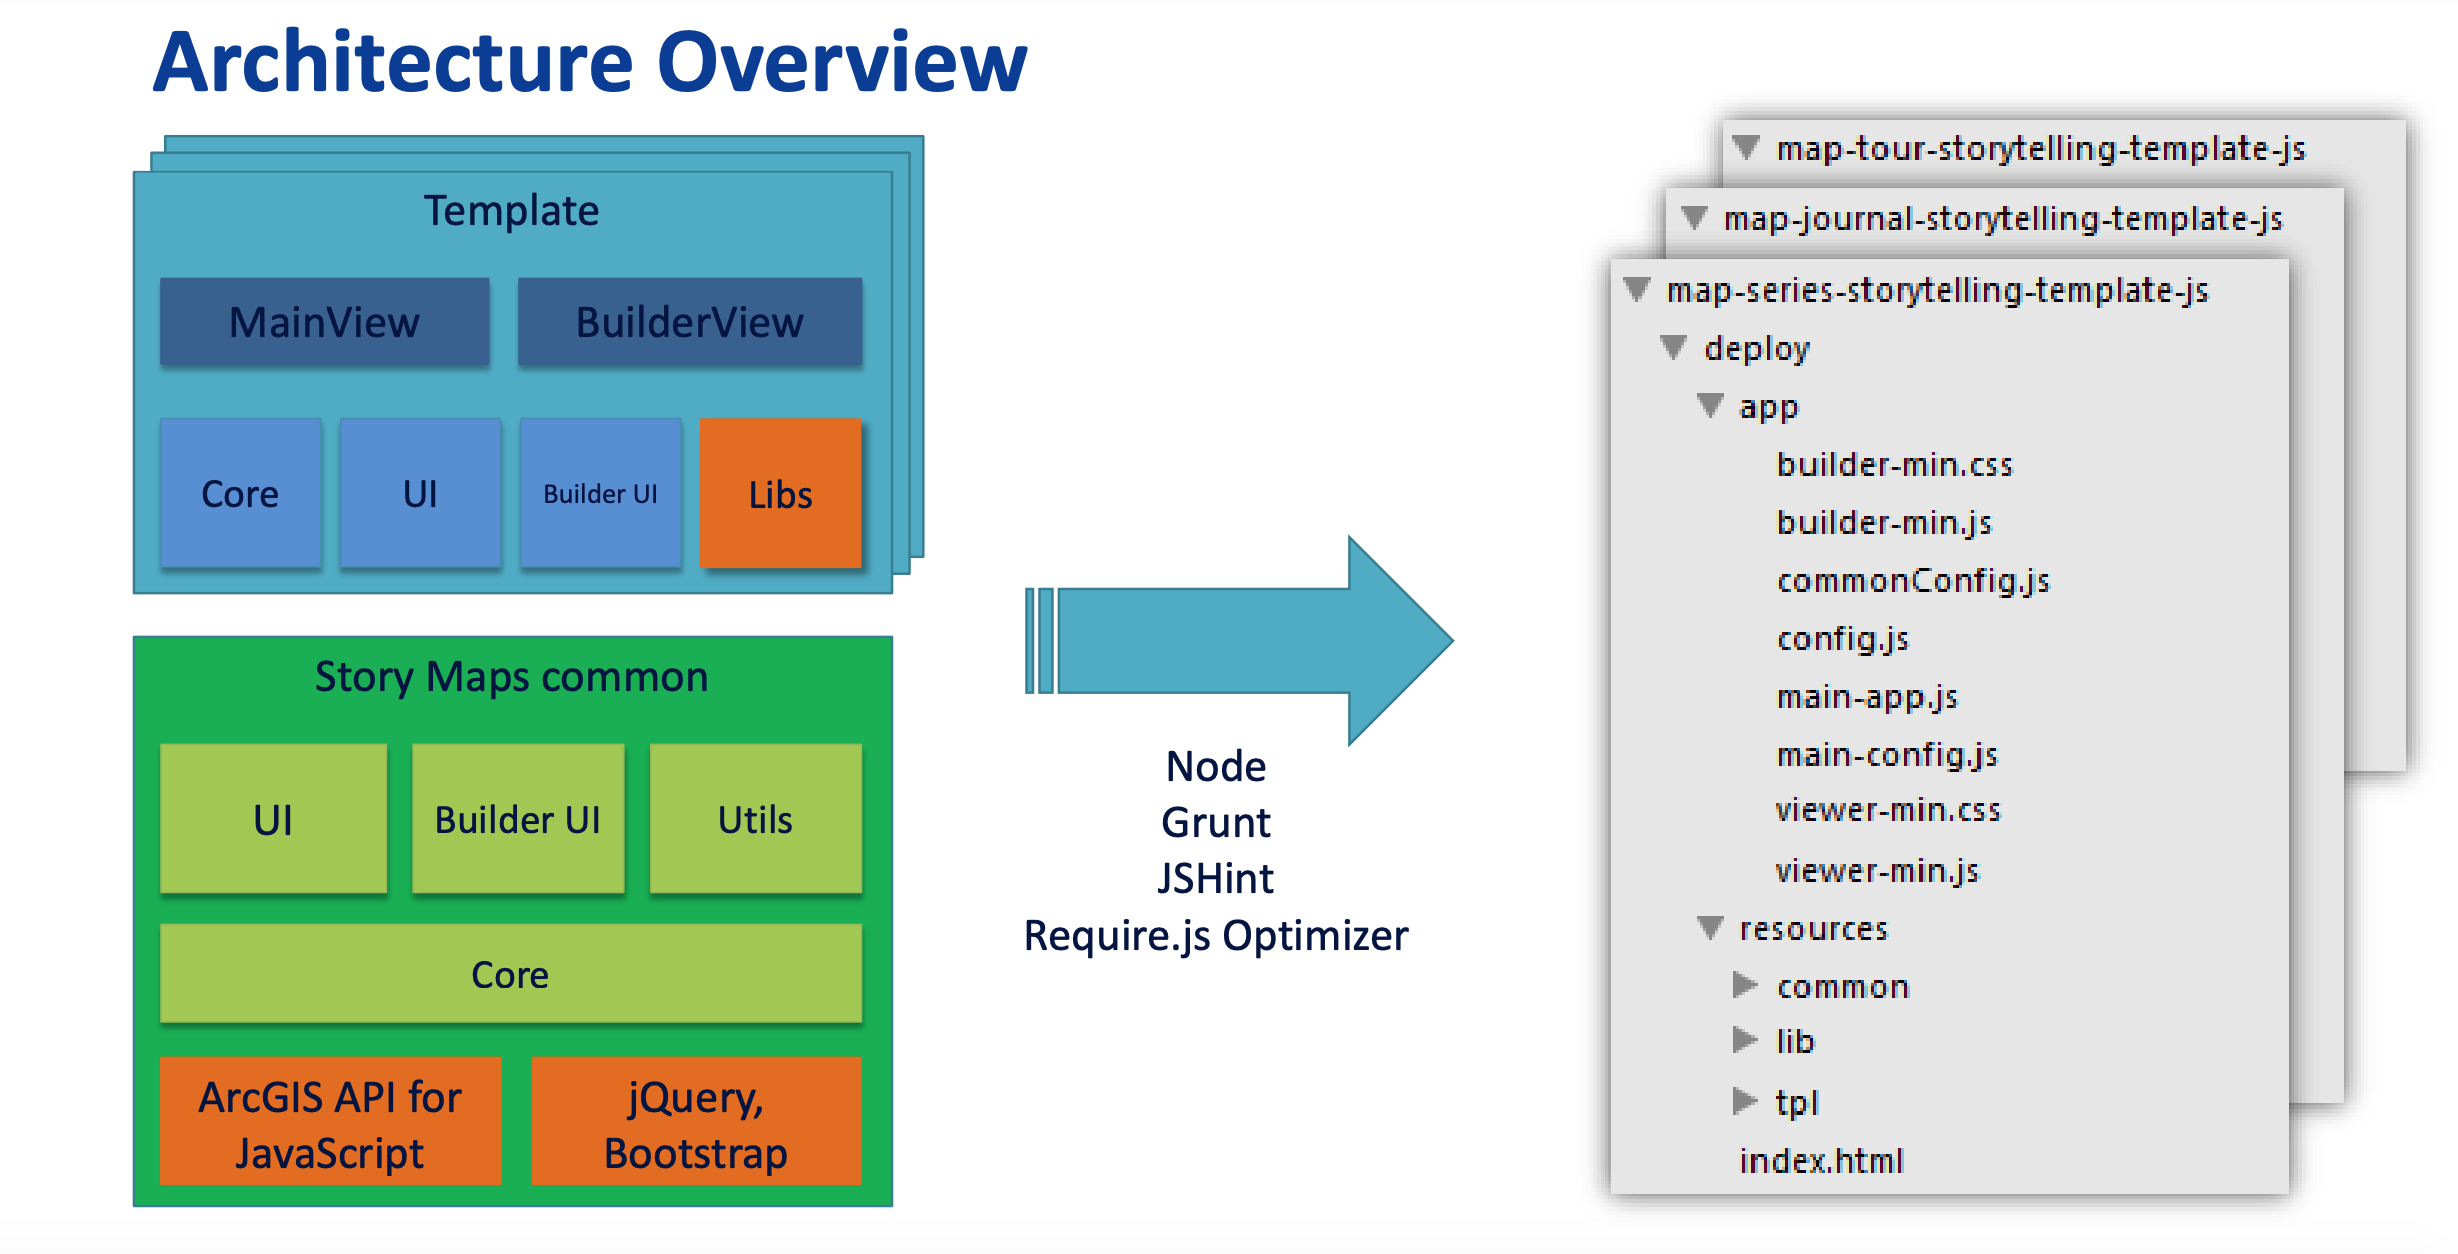 Architecture Overview
Template
MainView
BuilderView
Core
UI
Builder UI
Libs
Story Maps common
UI
Builder UI
Utils
Core
ArcGIS API for
JavaScript
jQuery,
Bootstrap
Node
Grunt
JSHint
Require.js Optimizer
map-tour-storytelling-template-js
map-journal-storytelling-template-js
map-series-storytelling-template-js
deploy
app
builder-min.css
builder-min.js
commonConfig.js
config.js
main-app.js
main-config.js
viewer-min.css
viewer-min.js
resources
common
lib
tpl
index.html